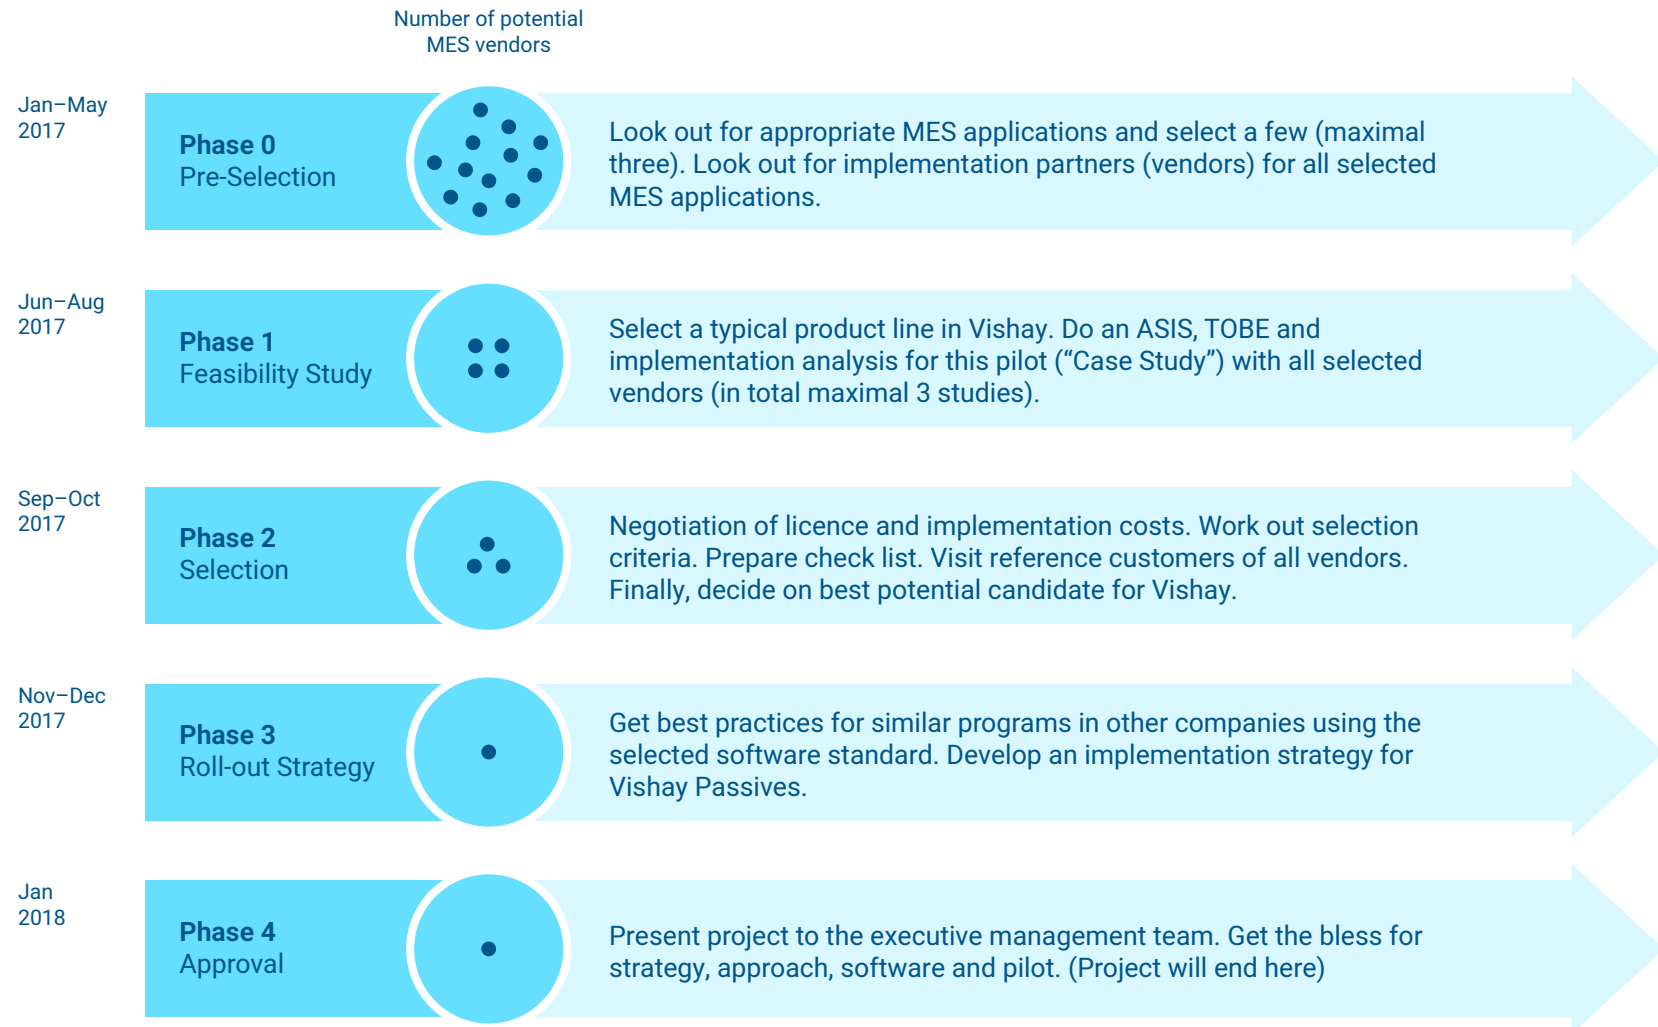 Number of potential
MES vendors
Jan–May
2017
Phase 0
Pre-Selection
Look out for appropriate MES applications and select a few (maximal
three). Look out for implementation partners (vendors) for all selected
MES applications.
Jun–Aug
2017
Phase 1
Feasibility Study
Select a typical product line in Vishay. Do an ASIS, TOBE and
implementation analysis for this pilot (“Case Study”) with all selected
vendors (in total maximal 3 studies).
Sep–Oct
2017
Phase 2
Selection
Negotiation of licence and implementation costs. Work out selection
criteria. Prepare check list. Visit reference customers of all vendors.
Finally, decide on best potential candidate for Vishay.
Nov–Dec
2017
Phase 3
Roll-out Strategy
Get best practices for similar programs in other companies using the
selected software standard. Develop an implementation strategy for
Vishay Passives.
Jan
2018
Phase 4
Approval
Present project to the executive management team. Get the bless for
strategy, approach, software and pilot. (Project will end here)